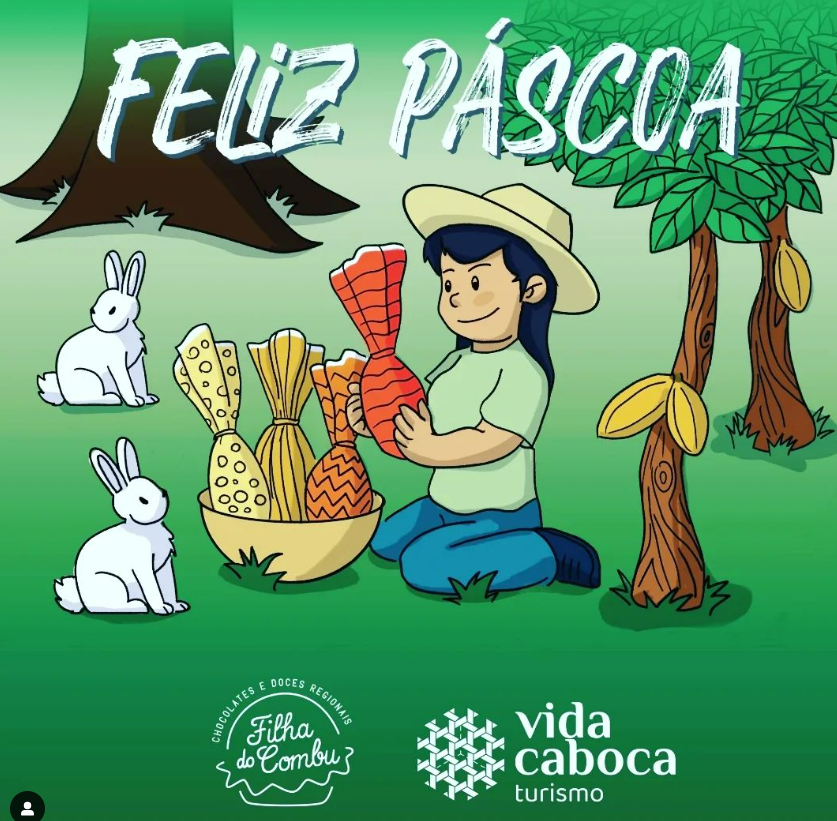 FELIZ PÁSCOA
CHOCOLATES E DOCES REGIONAIS
Filha
do Combu
vida
caboca
turismo